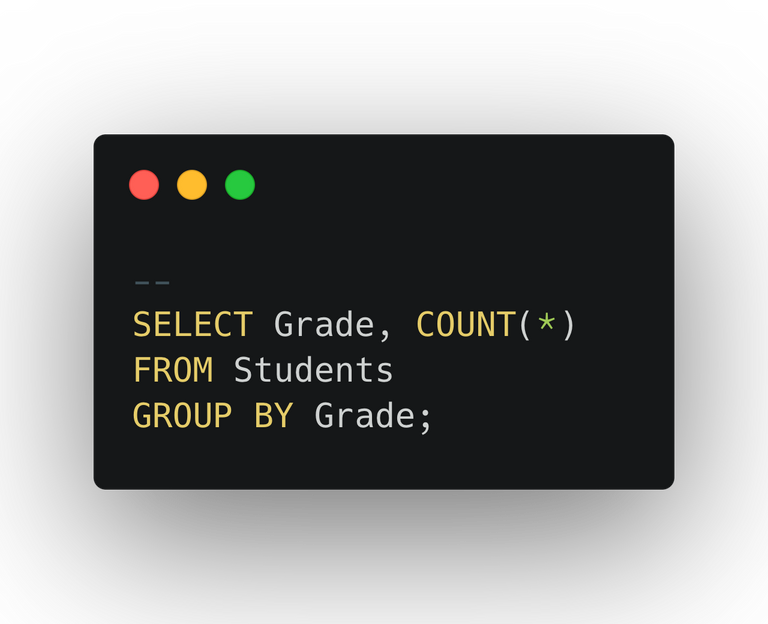 --
SELECT Grade, COUNT(*)
FROM Students
GROUP BY Grade;